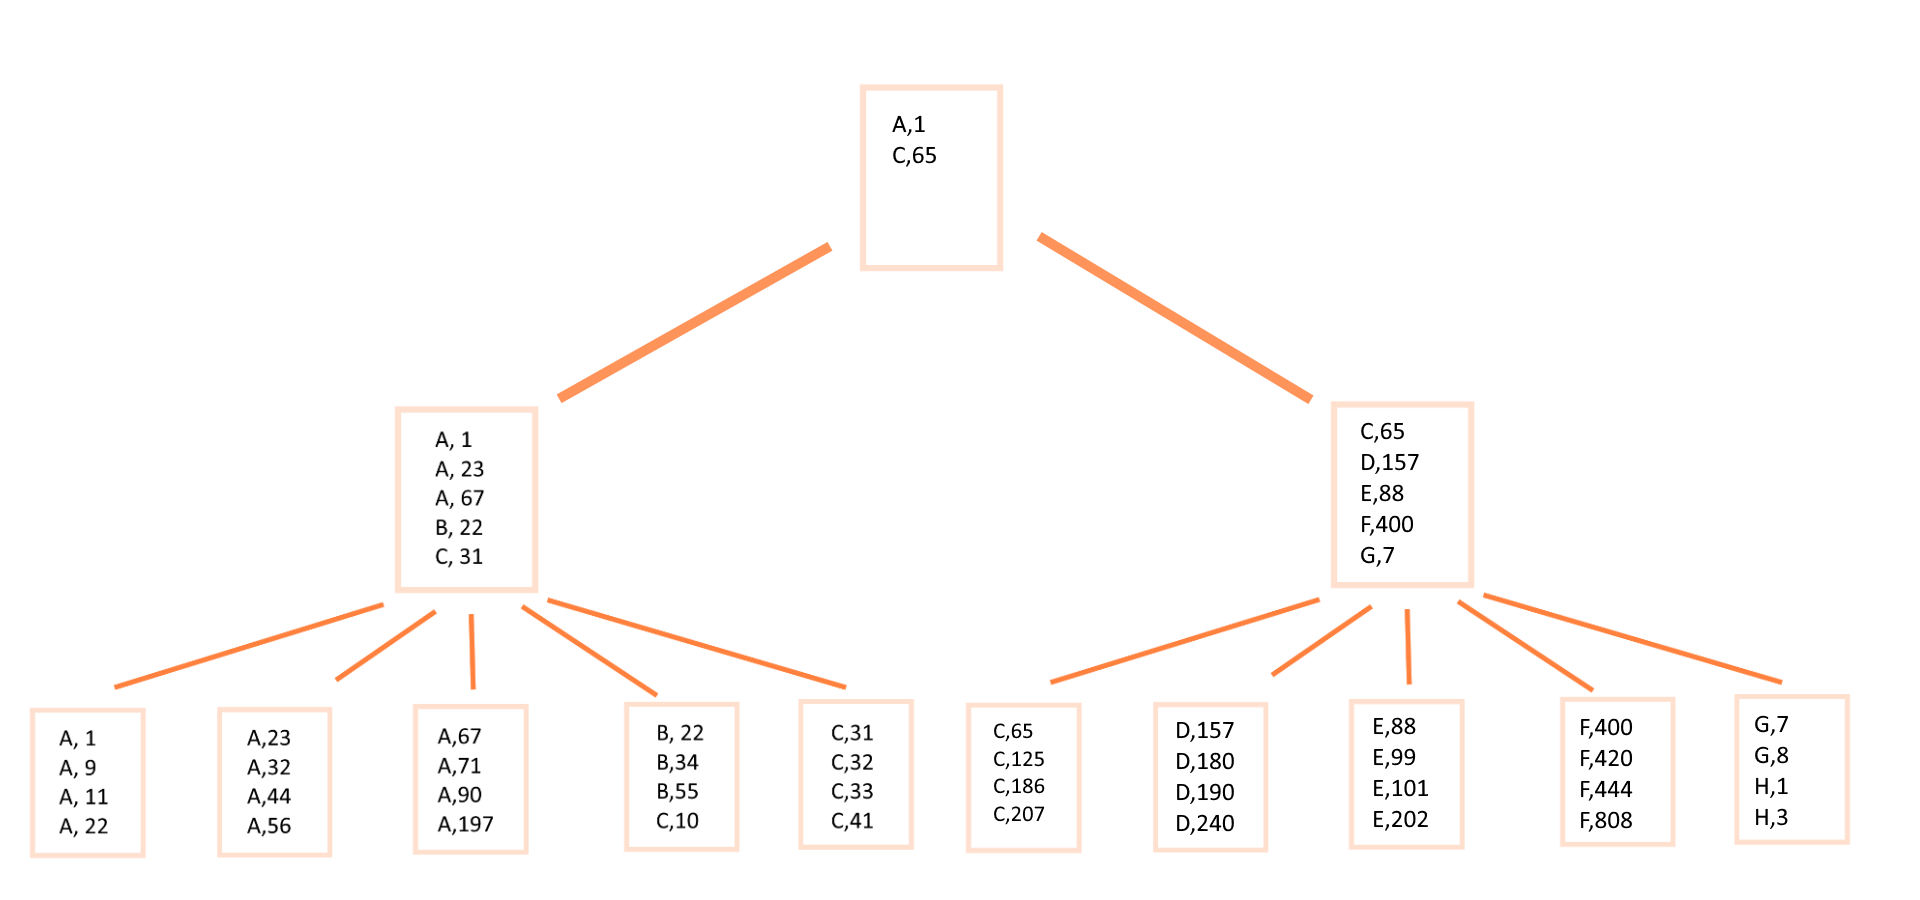 A,1
C,65
A, 1
A, 23
A, 67
B, 22
C, 31
C,65
D,157
E,88
F,400
G,7
A, 1
A, 9
A, 11
A, 22
A,23
A,32
A,44
A,56
A,67
A,71
A,90
A,197
B, 22
B,34
B,55
C,10
C,31
C,32
C,33
C,41
C,65
C,125
C,186
C,207
D,157
D,180
D,190
D,240
E,88
E,99
E,101
E,202
F,400
F,420
F,444
F,808
G,7
G,8
H,1
H,3